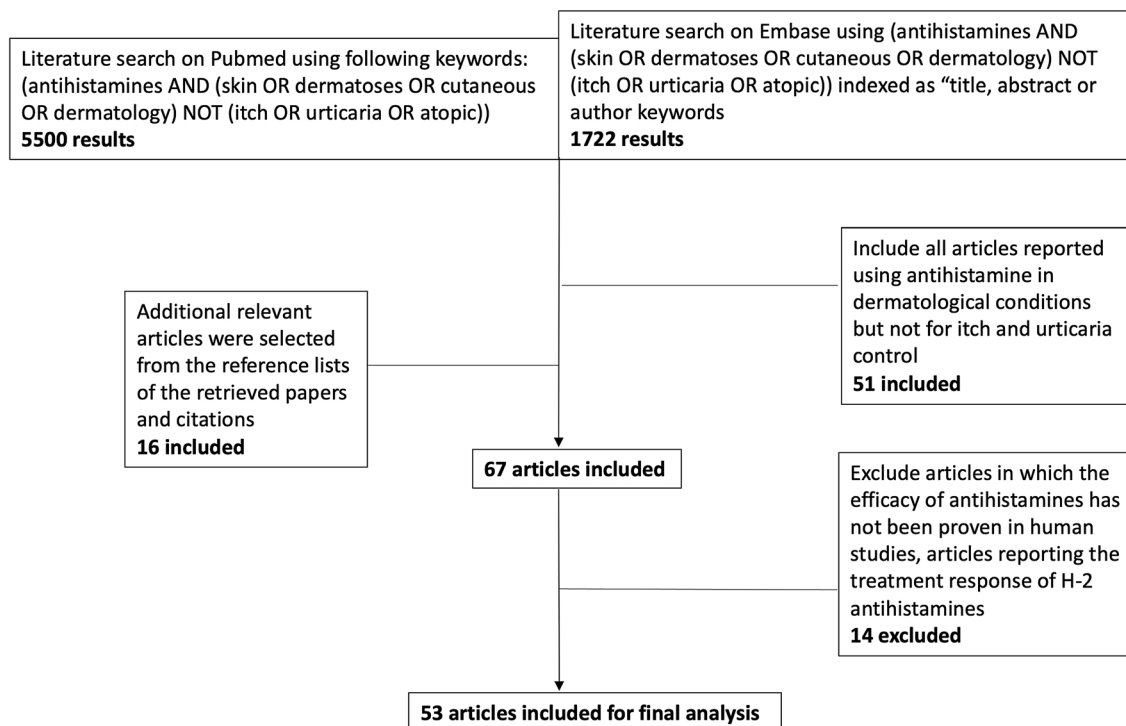 Literature search on Pubmed using following keywords:
(antihistamines AND (skin OR dermatoses OR cutaneous
OR dermatology) NOT (itch OR urticaria OR atopic))
5500 results
Literature search on Embase using (antihistamines AND
(skin OR dermatoses OR cutaneous OR dermatology) NOT
(itch OR urticaria OR atopic)) indexed as “title, abstract or
author keywords
1722 results
Include all articles reported
using antihistamine in
dermatological conditions
but not for itch and urticaria
control
51 included
Additional relevant
articles were selected
from the reference lists
of the retrieved papers
and citations
16 included
67 articles included
Exclude articles in which the
efficacy of antihistamines has
not been proven in human
studies, articles reporting the
treatment response of H-2
antihistamines
14 excluded
53 articles included for final analysis